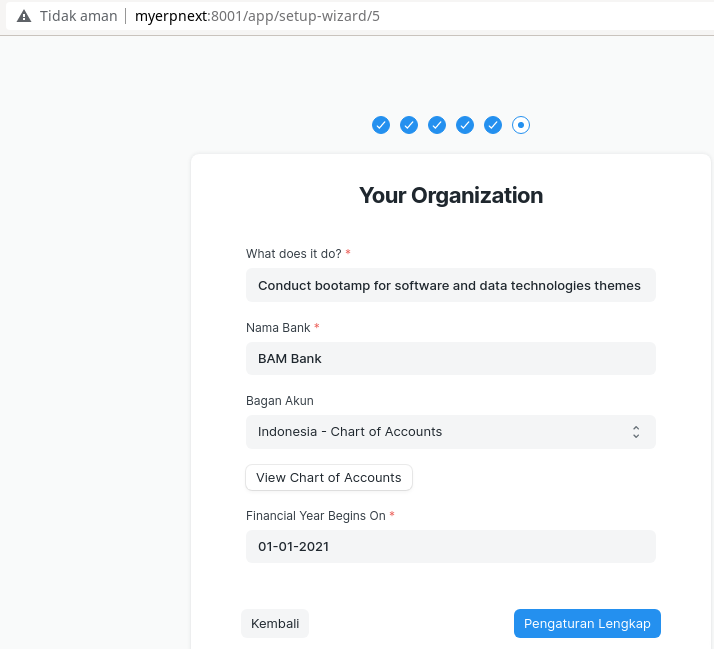 Tidak aman | myerpnext:8001/app/setup-wizard/5
Your Organization
What does it do? *
Conduct bootamp for software and data technologies themes
Nama Bank *
BAM Bank
Bagan Akun
Indonesia - Chart of Accounts
View Chart of Accounts
Financial Year Begins On *
01-01-2021
Kembali Pengaturan Lengkap